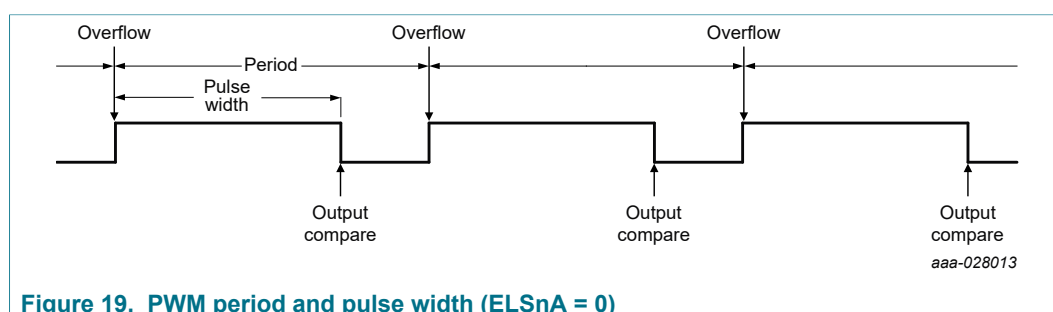 Overflow Overflow Overflow
Period
Pulse
width
Output Output Output
compare compare compare
aaa-028013
Figure 19. PWM period and pulse width (ELSnA = 0)